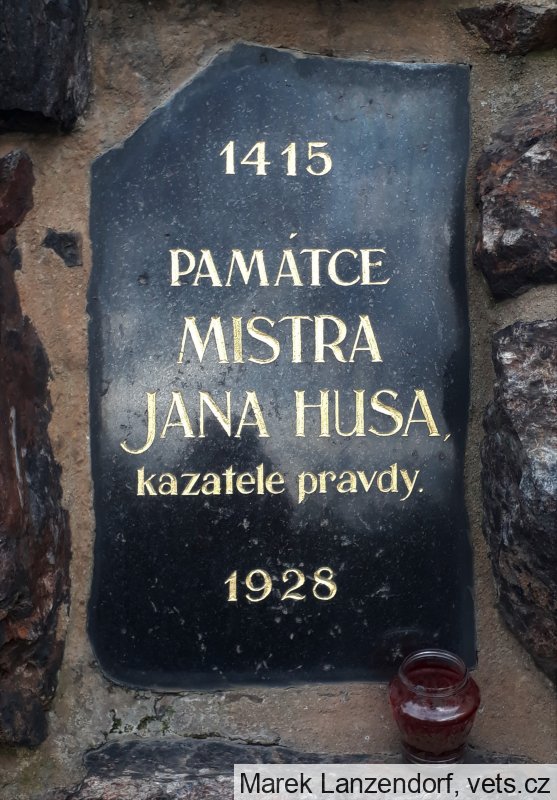 1415
PAMÁTCE
MISTRA
JANA HUSA,
kazatele pravdy.
1928
Marek Lanzendorf, vets.cz